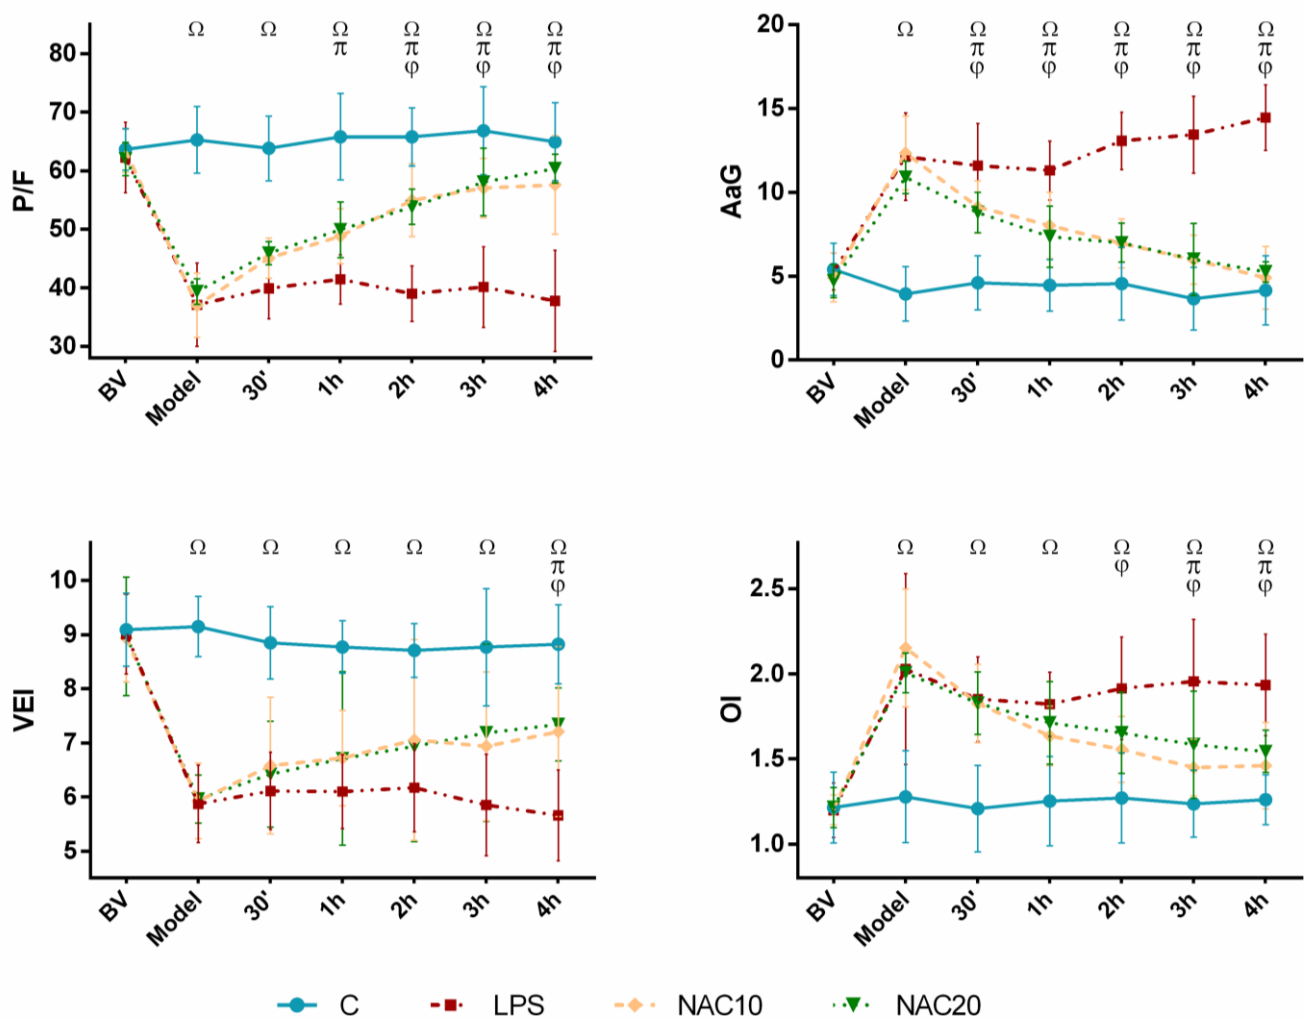 P/F
80
70
60
50
40
30
Ω
Ω
Ω
π
Ω
π
φ
Ω
π
φ
Ω
π
φ
BV
Model
30'
1h
2h
3h
4h
AaG
20
15
10
5
0
Ω
Ω
π
φ
Ω
π
φ
Ω
π
φ
Ω
π
φ
Ω
π
φ
BV
Model
30'
1h
2h
3h
4h
VEI
10
9
8
7
6
5
Ω
Ω
Ω
Ω
Ω
Ω
π
φ
BV
Model
30'
1h
2h
3h
4h
OI
2.5
2.0
1.5
1.0
Ω
Ω
Ω
Ω
φ
Ω
π
φ
Ω
π
φ
BV
Model
30'
1h
2h
3h
4h
C LPS NAC10 NAC20